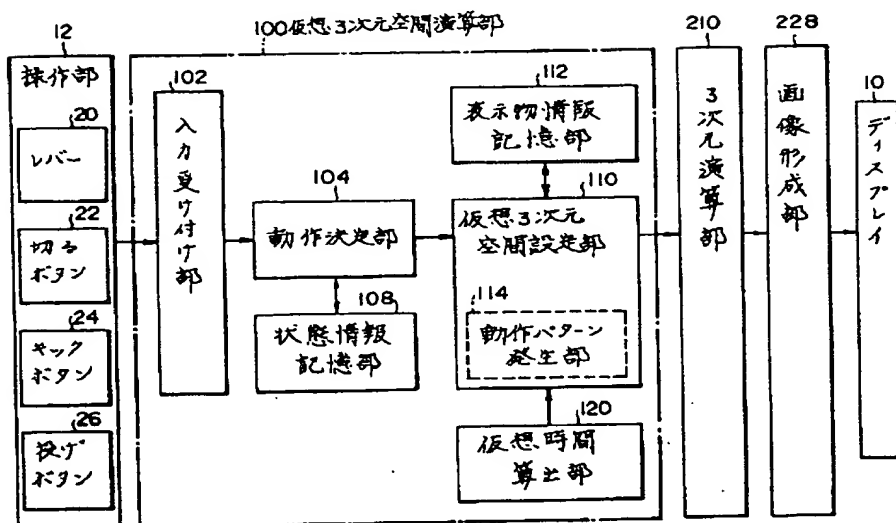 12
操作部
20
レバー
22
切る
ボタン
24
キック
ボタン
26
投げ
ボタン
100 仮想3次元空間演算部
102
入力受け付け部
104
動作決定部
108
状態情報
記憶部
112
表示物情報
記憶部
110
仮想3次元
空間設定部
114
動作パターン
発生部
120
仮想時間
算出部
210
3次元演算部
228
画像形成部
10
ディスプレイ